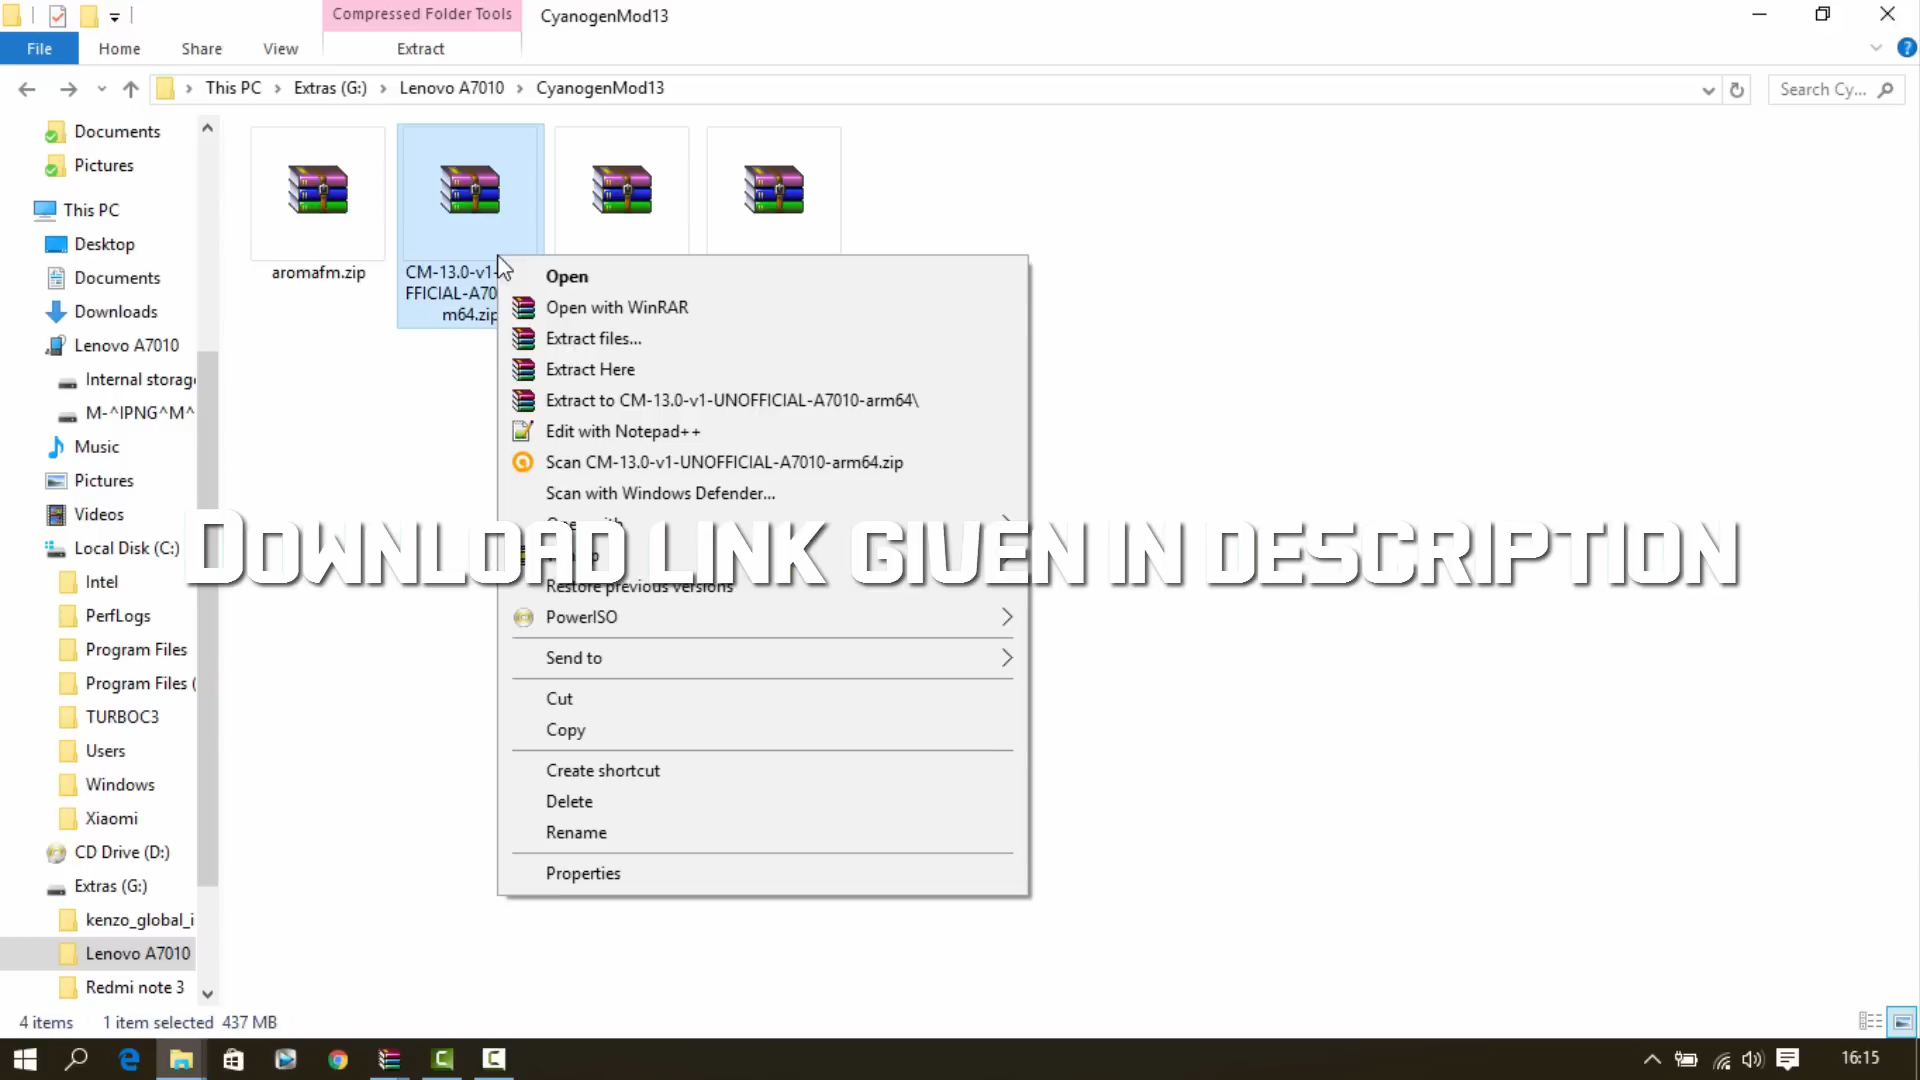 Compressed Folder Tools
CyanogenMod13
File
Home
Share
View
Extract
This PC
Extras (G:)
Lenovo A7010
CyanogenMod13
Search Cy...
Documents
Pictures
This PC
Desktop
Documents
Downloads
Lenovo A7010
Internal storag
M-^IPNG^M^
Music
Pictures
Videos
Local Disk (C:)
Intel
PerfLogs
Program Files
Program Files (
TURBOC3
Users
Windows
Xiaomi
CD Drive (D:)
Extras (G:)
kenzo_global_i
Lenovo A7010
Redmi note 3
aromafm.zip
CM-13.0-v1-
FFICIAL-A70
m64.zip
Open
Open with WinRAR
Extract files...
Extract Here
Extract to CM-13.0-v1-UNOFFICIAL-A7010-arm64\
Edit with Notepad++
Scan CM-13.0-v1-UNOFFICIAL-A7010-arm64.zip
Scan with Windows Defender...
Download link given in description
Restore previous versions
PowerISO
Send to
Cut
Copy
Create shortcut
Delete
Rename
Properties
4 items
1 item selected 437 MB
16:15